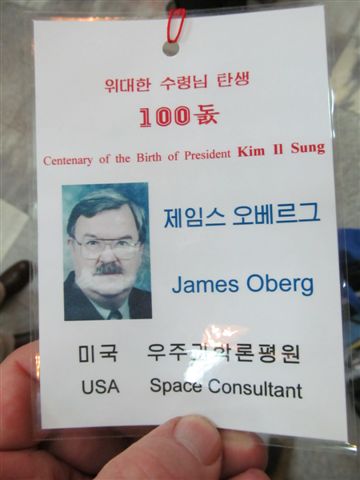 위대한 수령님 탄생
100돐
Centenary of the Birth of President Kim Il Sung
제임스 오베르그
James Oberg
미국 우주과학론평원
USA Space Consultant